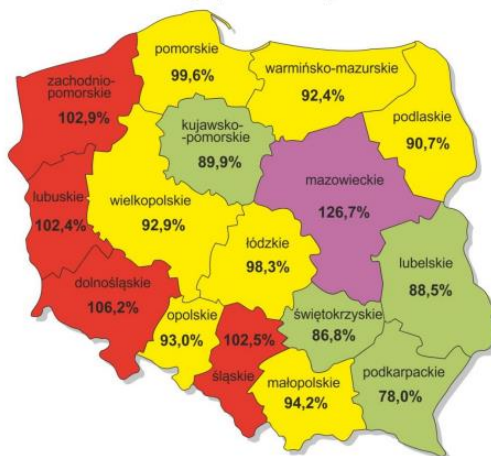 pomorskie
99,6%
warmińsko-mazurskie
92,4%
zachodnio-
pomorskie
102,9%
podlaskie
90,7%
kujawsko-
-pomorskie
89,9%
mazowieckie
126,7%
lubuskie
102,4%
wielkopolskie
92,9%
łódzkie
98,3%
lubelskie
88,5%
dolnośląskie
106,2%
opolskie
93,0%
102,5%
śląskie
świętokrzyskie
86,8%
małopolskie
94,2%
podkarpackie
78,0%